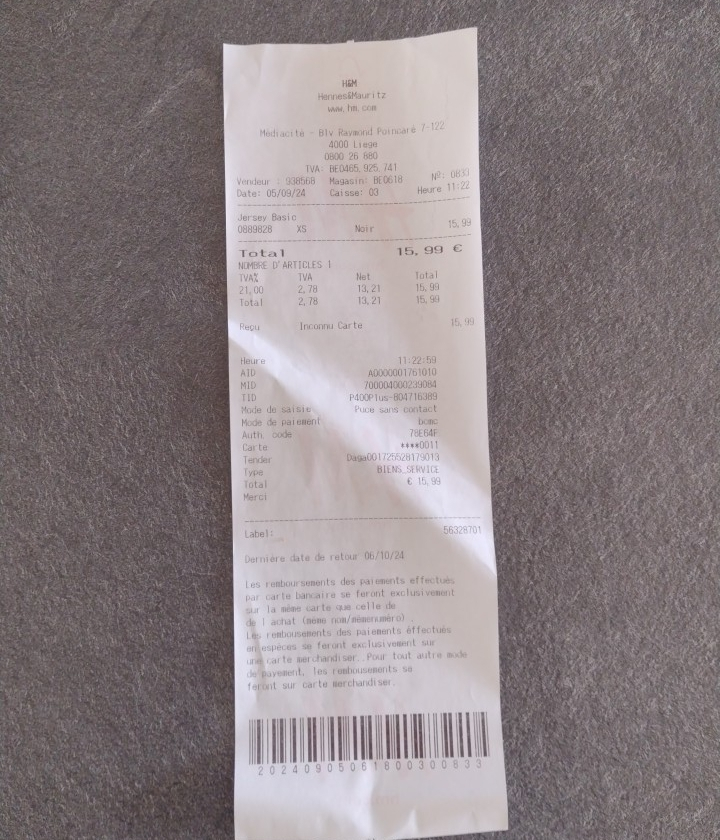 H&M
Hennes&Mauritz
www.hm.com
Médiacité - Blv Raymond Poincaré 7-122
4000 Liege
0800 26 880
TVA: BE0465.925.741
Vendeur : 938568 Magasin: BE0618 Nº: 0833
Date: 05/09/24 Caisse: 03 Heure 11:22
Jersey Basic
0889828 XS Noir 15,99
Total 15,99 €
NOMBRE D'ARTICLES 1
TVA% TVA Net Total
21,00 2,78 13,21 15,99
Total 2,78 13,21 15,99
Reçu Inconnu Carte 15,99
Heure 11:22:59
AID A0000001761010
MID 700004000239084
TID P400Plus-804716389
Mode de saisie Puce sans contact
Mode de paiement bcmc
Auth. code 78E64F
Carte ****0011
Tender Daga001725528179013
Type BIENS_SERVICE
Total € 15,99
Merci
Label: 56328701
Dernière date de retour 06/10/24
Les remboursements des paiements effectués
par carte bancaire se feront exclusivement
sur la même carte que celle de
de l achat (même nom/mêmenuméro) .
Les rembousements des paiements éffectués
en espèces se feront exclusivement sur
une carte merchandiser. Pour tout autre mode
de payement, les rembousements se
feront sur carte merchandiser.
2024090506180030083​3